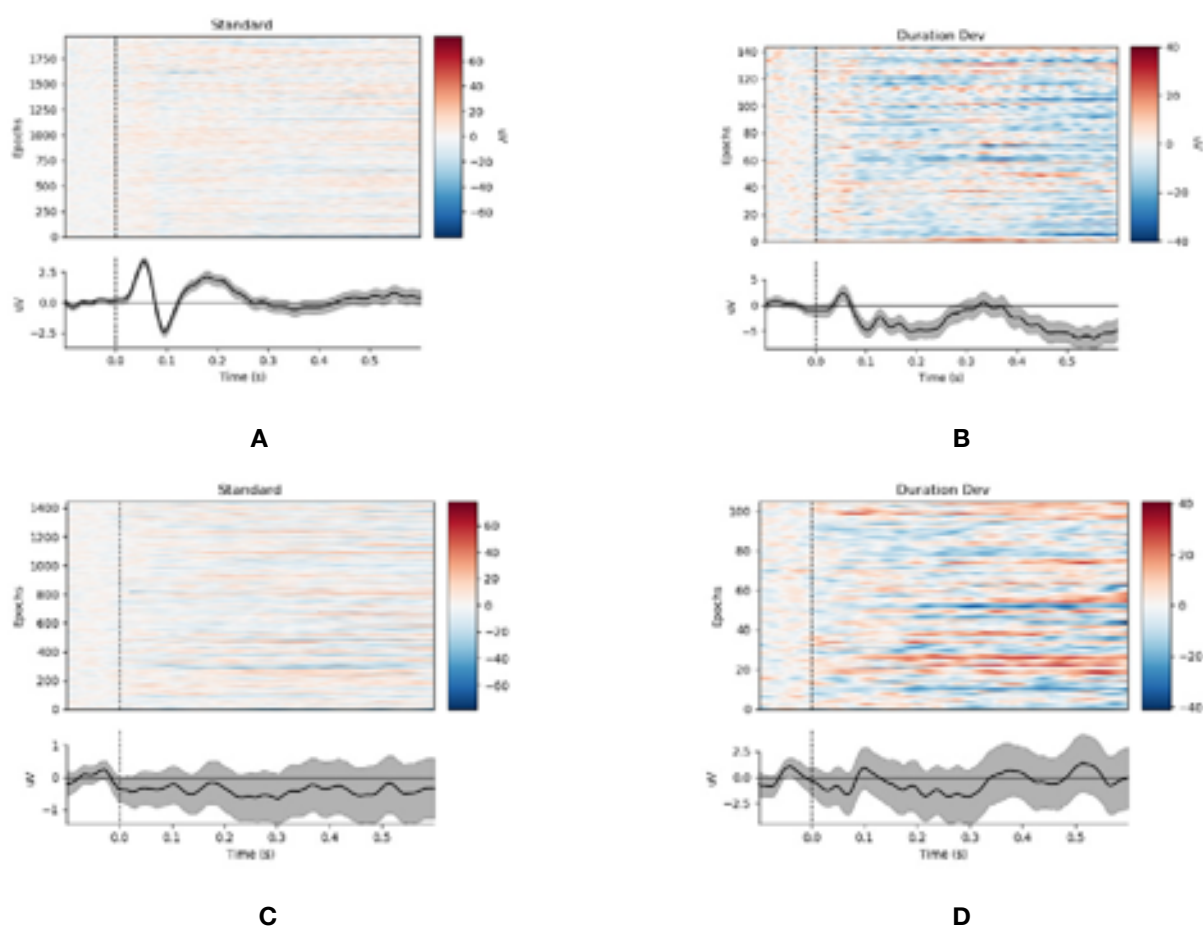 Standard
Duration Dev
1750
1500
1250
1000
750
500
250
0
Epochs
60
40
20
0
−20
−40
−60
uV
140
120
100
80
60
40
20
0
Epochs
40
20
0
−20
−40
uV
2.5
0.0
−2.5
uV
0.0 0.1 0.2 0.3 0.4 0.5
Time (s)
5
0
−5
uV
0.0 0.1 0.2 0.3 0.4 0.5
Time (s)
A
B
Standard
Duration Dev
1400
1200
1000
800
600
400
200
0
Epochs
60
40
20
0
−20
−40
−60
100
80
60
40
20
0
Epochs
40
20
0
−20
−40
uV
1
0
−1
uV
0.0 0.1 0.2 0.3 0.4 0.5
Time (s)
2.5
0.0
−2.5
uV
0.0 0.1 0.2 0.3 0.4 0.5
Time (s)
C
D